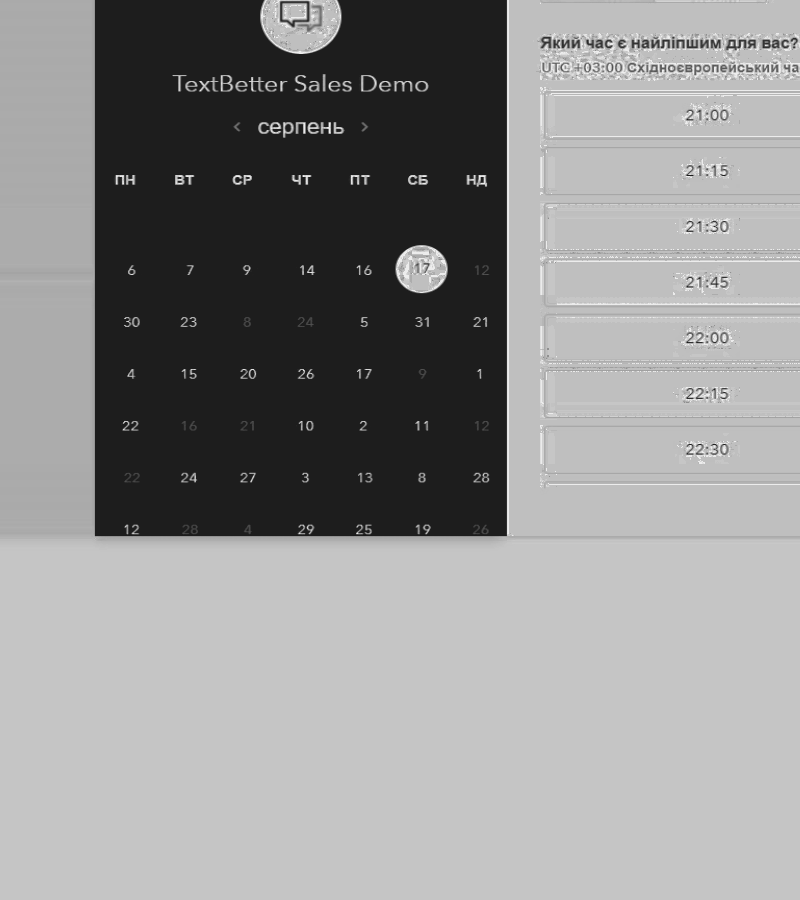 TextBetter Sales Demo
серпень
ПН ВТ СР ЧТ ПТ СБ НД
6 7 9 14 16 17 12
30 23 8 24 5 31 21
4 15 20 26 17 9 1
22 16 21 10 2 11 12
22 24 27 3 13 8 28
12 28 4 29 25 19 26
Який час є найліпшим для вас?
UTC +03:00 Східноєвропейський ча
21:00
21:15
21:30
21:45
22:00
22:15
22:30